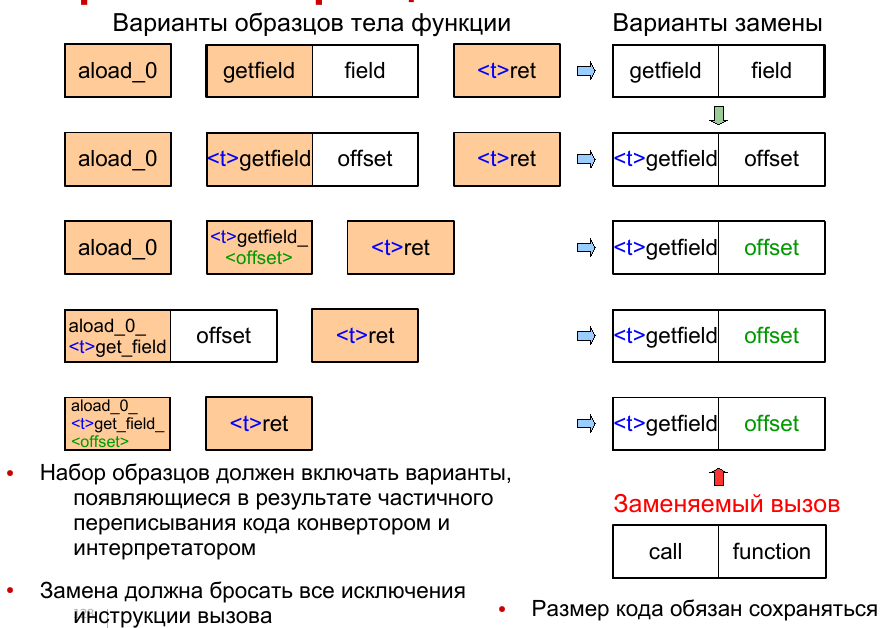 Варианты образцов тела функции
Варианты замены
aload_0 getfield field <t>ret getfield field
aload_0 <t>getfield offset <t>ret <t>getfield offset
aload_0 <t>getfield_ <t>ret <t>getfield offset
<offset>
aload_0_ offset <t>ret <t>getfield offset
<t>get_field
aload_0_
<t>get_field_ <t>ret <t>getfield offset
<offset>
Набор образцов должен включать варианты,
появляющиеся в результате частичного
переписывания кода конвертором и
интерпретатором
Заменяемый вызов
call function
Замена должна бросать все исключения
инструкции вызова
Размер кода обязан сохраняться